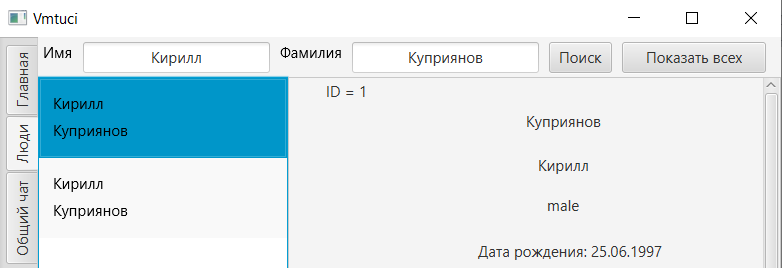 Vmtuci
Имя Кирилл Фамилия Куприянов Поиск Показать всех
Главная
Люди
Общий чат
Кирилл
Куприянов
Кирилл
Куприянов
ID = 1
Куприянов
Кирилл
male
Дата рождения: 25.06.1997